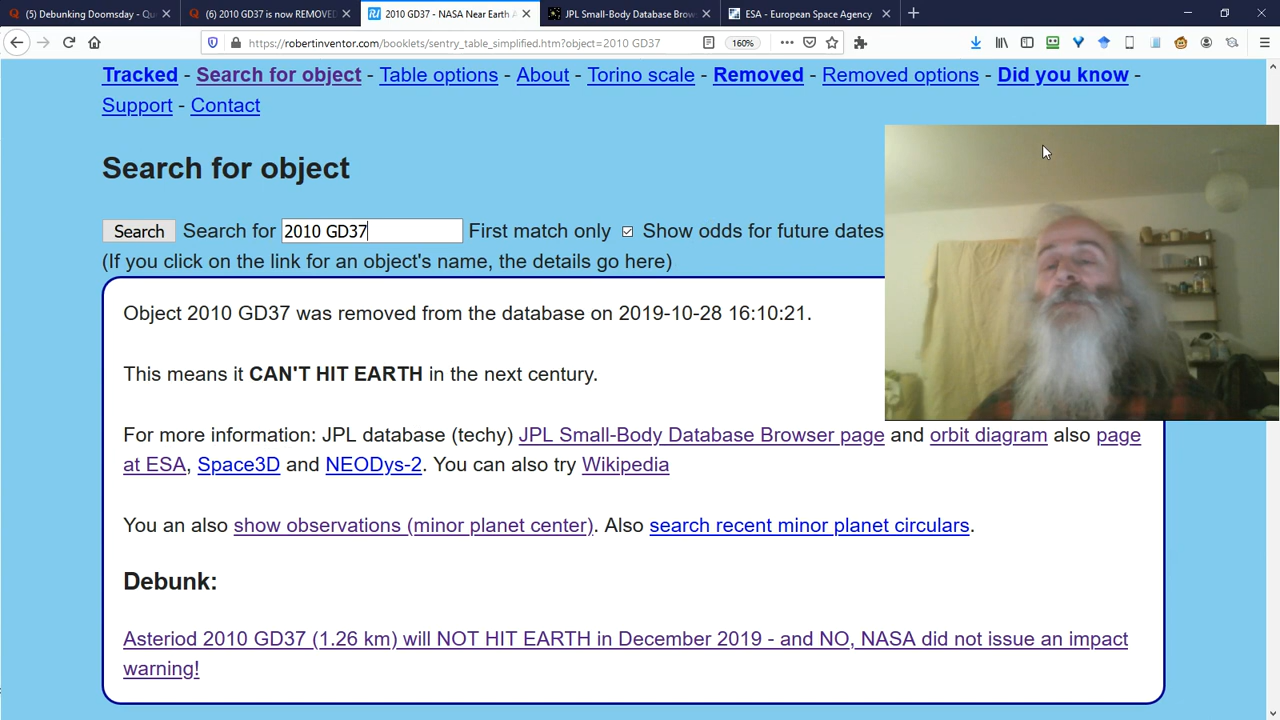 (5) Debunking Doomsday - Qu
(6) 2010 GD37 is now REMOVED
2010 GD37 - NASA Near Earth A
JPL Small-Body Database Brow
ESA - European Space Agency
https://robertinventor.com/booklets/sentry_table_simplified.htm?object=2010 GD37
160%
Tracked - Search for object - Table options - About - Torino scale - Removed - Removed options - Did you know -
Support - Contact
Search for object
Search Search for 2010 GD37 First match only Show odds for future dates
(If you click on the link for an object's name, the details go here)
Object 2010 GD37 was removed from the database on 2019-10-28 16:10:21.
This means it CAN'T HIT EARTH in the next century.
For more information: JPL database (techy) JPL Small-Body Database Browser page and orbit diagram also page
at ESA, Space3D and NEODys-2. You can also try Wikipedia
You an also show observations (minor planet center). Also search recent minor planet circulars.
Debunk:
Asteriod 2010 GD37 (1.26 km) will NOT HIT EARTH in December 2019 - and NO, NASA did not issue an impact
warning!